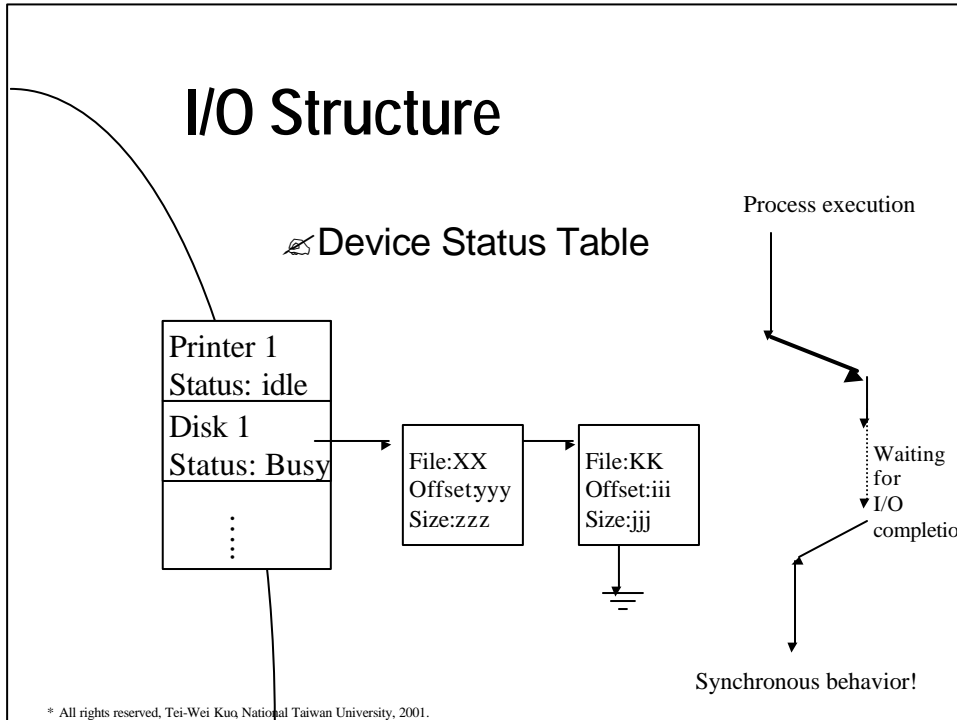 I/O Structure
Device Status Table
Printer 1
Status: idle
Disk 1
Status: Busy
File:XX
Offset:yyy
Size:zzz
File:KK
Offset:iii
Size:jjj
Process execution
Waiting
for
I/O
completio
Synchronous behavior!
* All rights reserved, Tei-Wei Kuo, National Taiwan University, 2001.